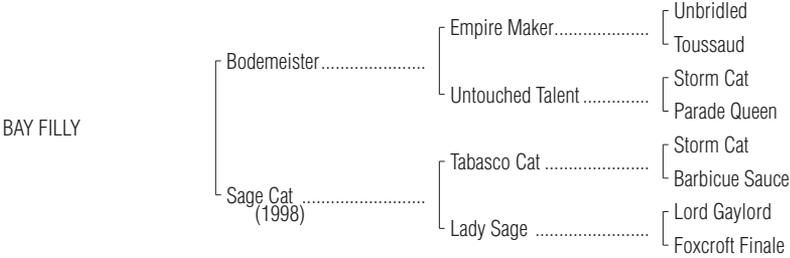 Unbridled
Empire Maker....................
Toussaud
Bodemeister......................
Storm Cat
Untouched Talent ..............
Parade Queen
BAY FILLY
Storm Cat
Tabasco Cat ......................
Barbicue Sauce
Sage Cat ..........................
(1998)
Lord Gaylord
Lady Sage ........................
Foxcroft Finale